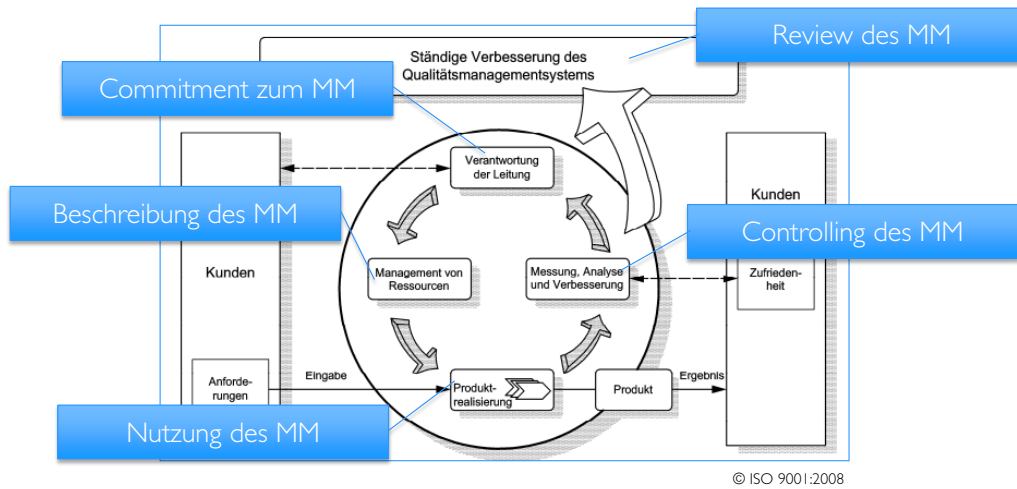 Review des MM
Ständige Verbesserung des
Qualitätsmanagementsystems
Commitment zum MM
Verantwortung
der Leitung
Kunden
Beschreibung des MM
Controlling des MM
Kunden
Management von
Ressourcen
Messung, Analyse
und Verbesserung
Zufrieden-
heit
Eingabe
Ergebnis
Anforde-
rungen
Produkt-
realisierung
Produkt
Nutzung des MM
© ISO 9001:2008